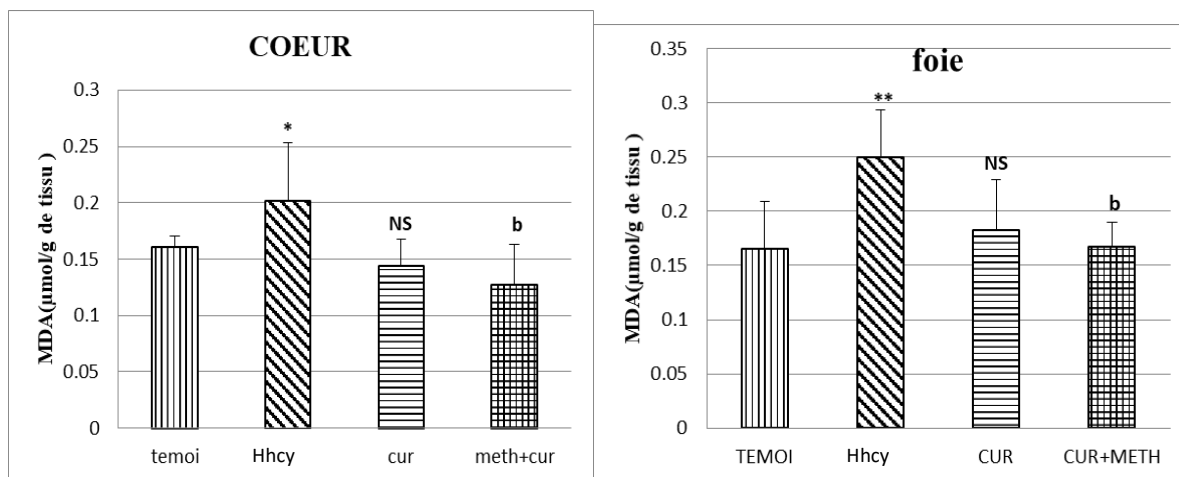 COEUR
MDA(µmol/g de tissu )
0.3
0.25
0.2
0.15
0.1
0.05
0
*
NS
b
temoi
Hhcy
cur
meth+cur
foie
MDA(µmol/g de tissu )
0.35
0.3
0.25
0.2
0.15
0.1
0.05
0
**
NS
b
TEMOI
Hhcy
CUR
CUR+METH